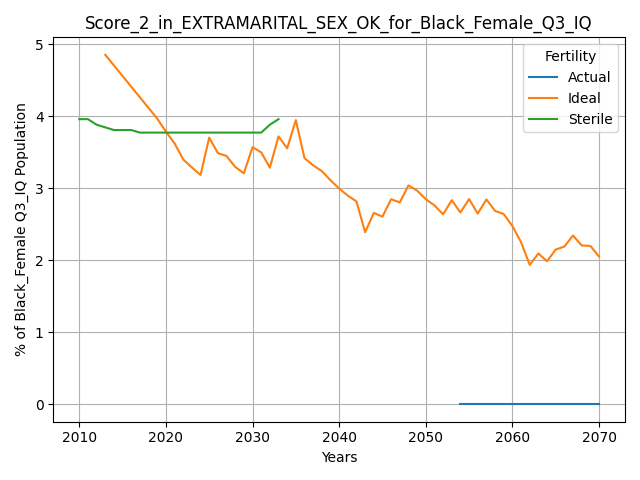 Score_2_in_EXTRAMARITAL_SEX_OK_for_Black_Female_Q3_IQ
Fertility
Actual
Ideal
Sterile
% of Black_Female Q3_IQ Population
5
4
3
2
1
0
2010 2020 2030 2040 2050 2060 2070
Years